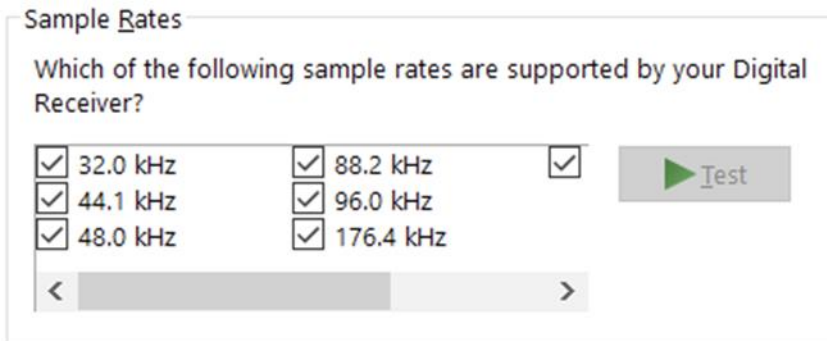 Sample Rates
Which of the following sample rates are supported by your Digital
Receiver?
32.0 kHz 88.2 kHz
44.1 kHz 96.0 kHz
48.0 kHz 176.4 kHz
Test